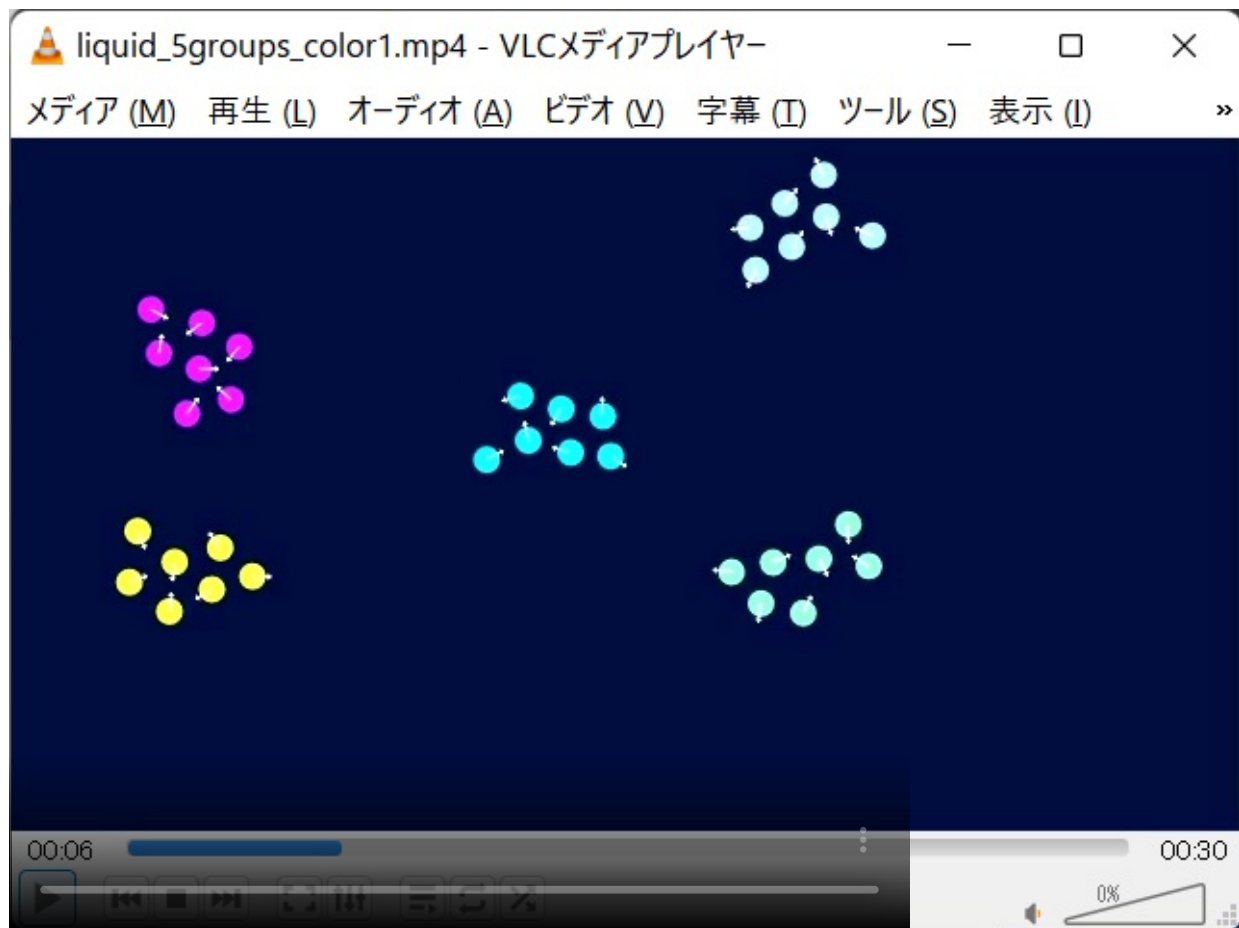 liquid_5groups_color1.mp4 - VLCメディアプレイヤー
メディア (M) 再生 (L) オーディオ (A) ビデオ (V) 字幕 (T) ツール (S) 表示 (I) »
00:06 00:30
0%